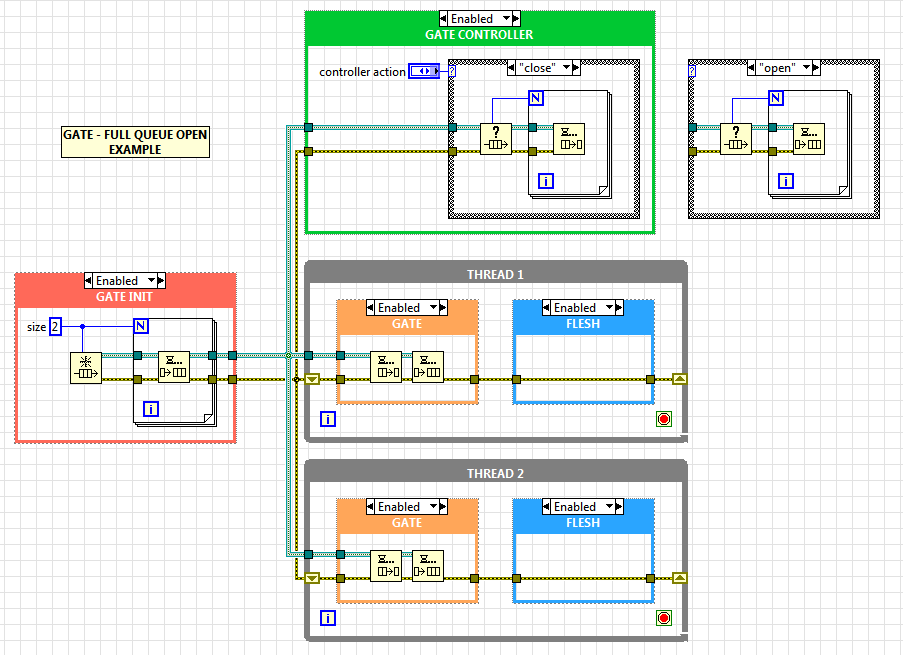 Enabled
GATE CONTROLLER
controller action
?
"close"
?
"open"
N
N
?
?
i
i
GATE - FULL QUEUE OPEN
EXAMPLE
THREAD 1
Enabled
GATE INIT
size 2
N
i
Enabled
GATE
Enabled
FLESH
i
THREAD 2
Enabled
GATE
Enabled
FLESH
i